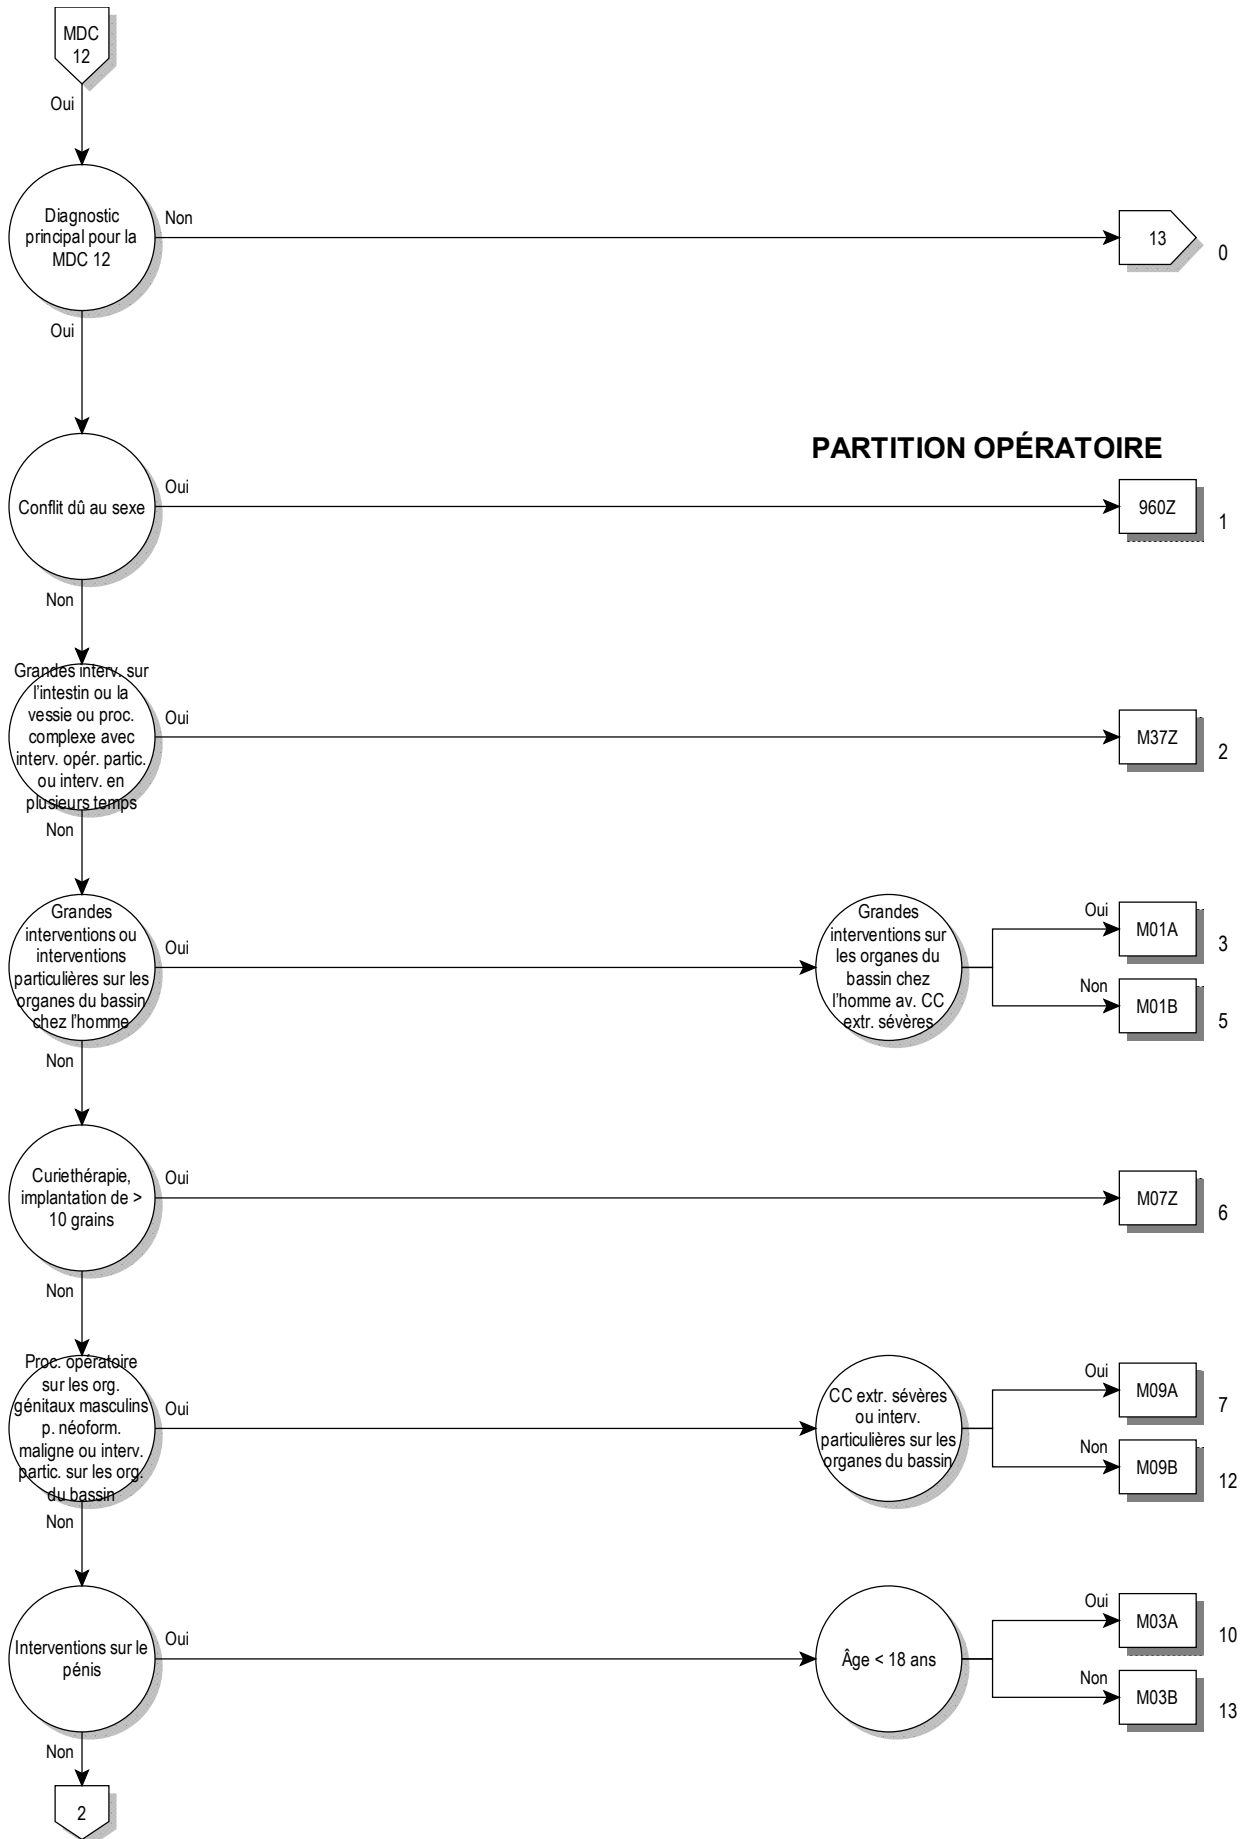 MDC
12
Oui
Diagnostic
principal pour la
MDC 12
Non
13
0
Oui
PARTITION OPÉRATOIRE
Conflit dû au sexe
Oui
960Z
1
Non
Grandes interv. sur
l'intestin ou la
vessie ou proc.
complexe avec
interv. opér. partic.
ou interv. en
plusieurs temps
Oui
M37Z
2
Non
Grandes
interventions ou
interventions
particulières sur les
organes du bassin
chez l'homme
Oui
Grandes
interventions sur
les organes du
bassin chez
l'homme av. CC
extr. sévères
Oui
M01A
3
Non
M01B
5
Non
Curiethérapie,
implantation de >
10 grains
Oui
M07Z
6
Non
Proc. opératoire
sur les org.
génitaux masculins
p. néoform.
maligne ou interv.
partic. sur les org.
du bassin
Oui
CC extr. sévères
ou interv.
particulières sur les
organes du bassin
Oui
M09A
7
Non
M09B
12
Non
Interventions sur le
pénis
Oui
Âge < 18 ans
Oui
M03A
10
Non
M03B
13
Non
2